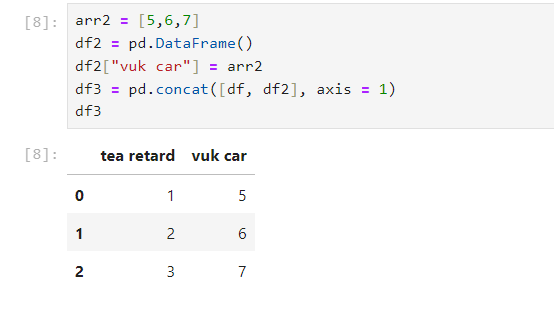 [8]: arr2 = [5,6,7]
df2 = pd.DataFrame()
df2["vuk car"] = arr2
df3 = pd.concat([df, df2], axis = 1)
df3
[8]: tea retard vuk car
0 1 5
1 2 6
2 3 7